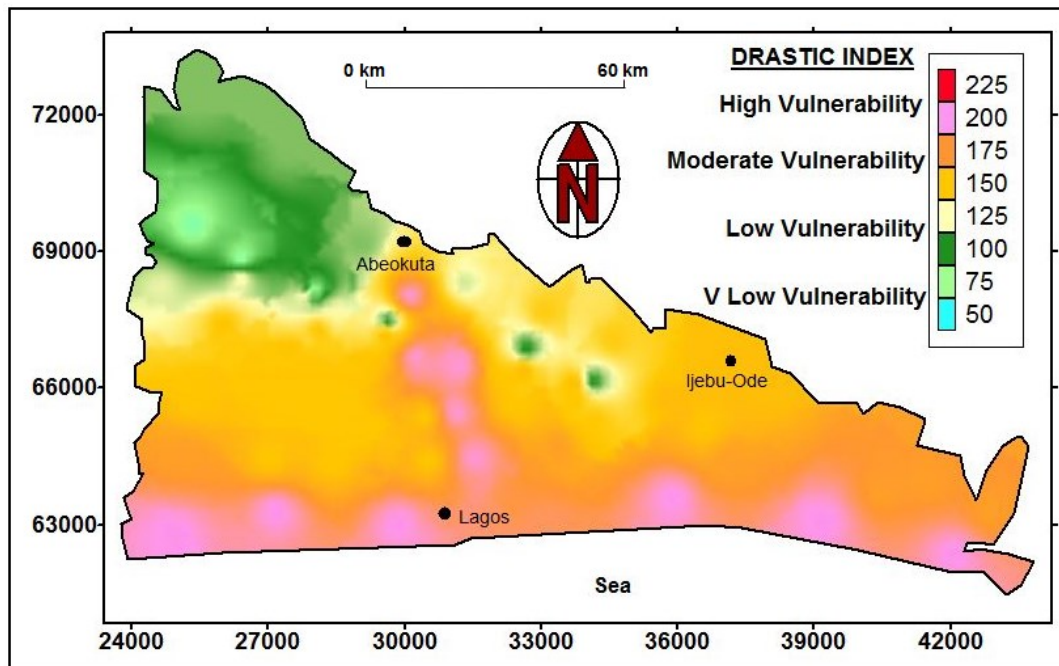 DRASTIC INDEX
High Vulnerability
Moderate Vulnerability
Low Vulnerability
V Low Vulnerability
225
200
175
150
125
100
75
50
0 km
60 km
N
72000
69000
66000
63000
Abeokuta
Ijebu-Ode
Lagos
Sea
24000
27000
30000
33000
36000
39000
42000